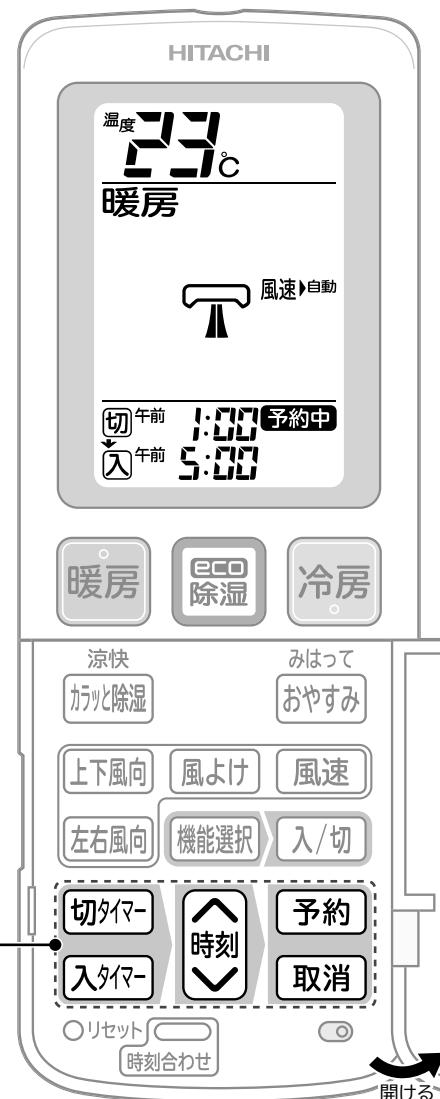 HITACHI
温度 23℃
暖房
風速▶自動
切 午前 1:00 予約中
入 午前 5:00
暖房 eco除湿 冷房
涼快 みはって
カラッと除湿 おやすみ
上下風向 風よけ 風速
左右風向 機能選択 入/切
切タイマー 時刻 予約
入タイマー 取消
リセット
時刻合わせ
開ける